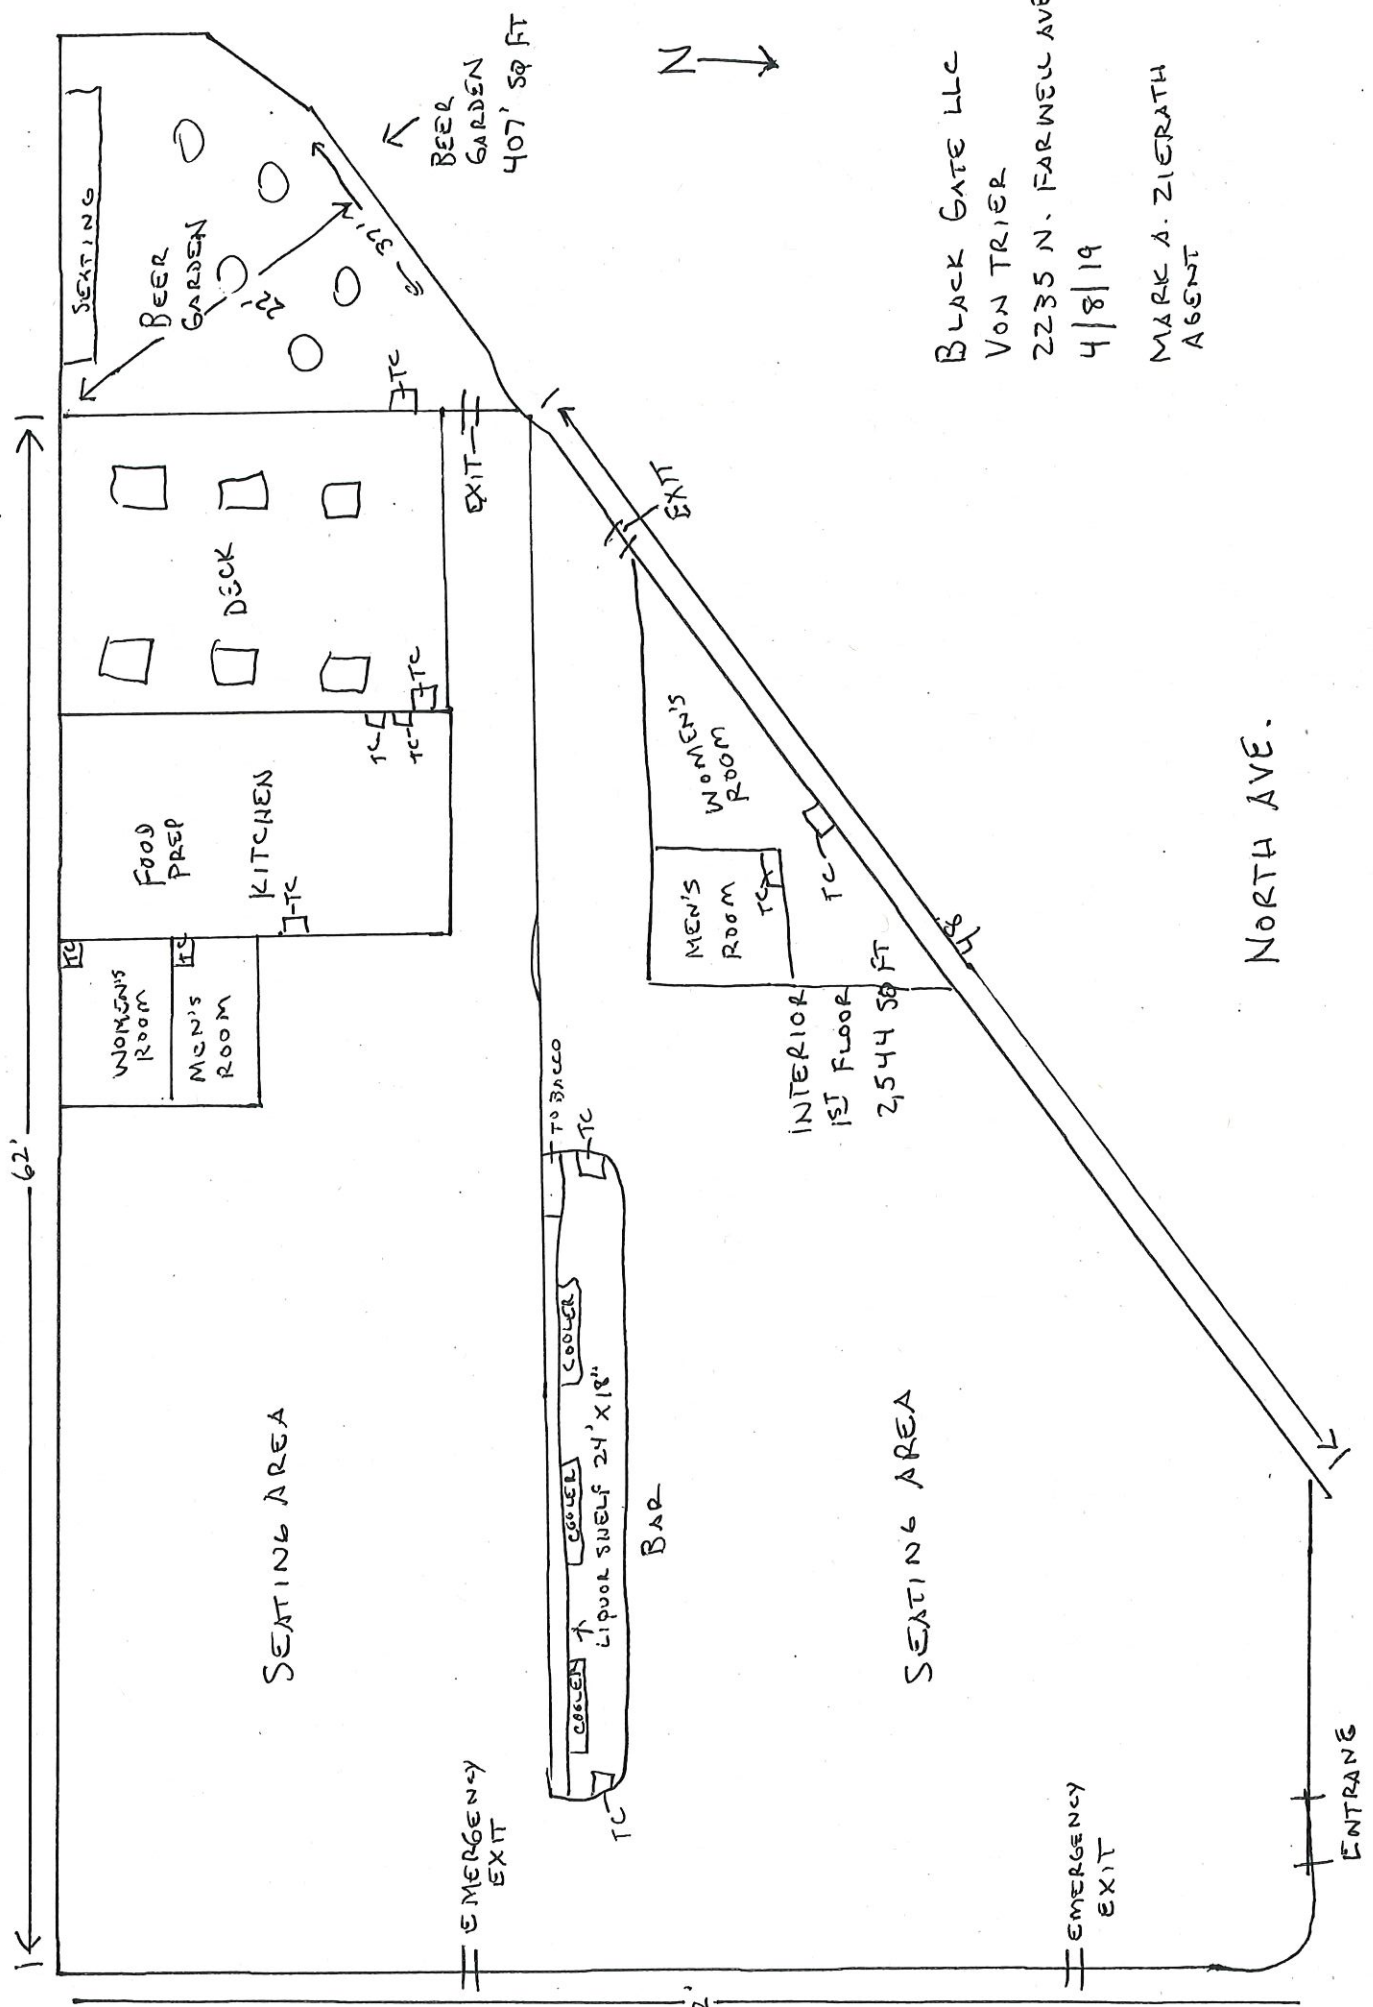 62'
SEATING
BEER
GARDEN
22'
37'
BEER
GARDEN
407' SQ FT
N
TC
EXIT
DECK
TC
TC
TC
FOOD
PREP
KITCHEN
TC
TC
TC
WOMEN'S
ROOM
MEN'S
ROOM
EXIT
WOMEN'S
ROOM
MEN'S
ROOM
TC
TC
INTERIOR
1ST FLOOR
2,544 SQ FT
TOBACCO
TC
COOLER
COOLER
COOLER
LIQUOR SHELF 24' X 18"
BAR
TC
SEATING AREA
SEATING AREA
EMERGENCY
EXIT
EMERGENCY
EXIT
ENTRANE
NORTH AVE.
BLACK GATE LLC
VON TRIER
2235 N. FARWELL AVE
4/8/19
MARK A. ZIERATH
AGENT